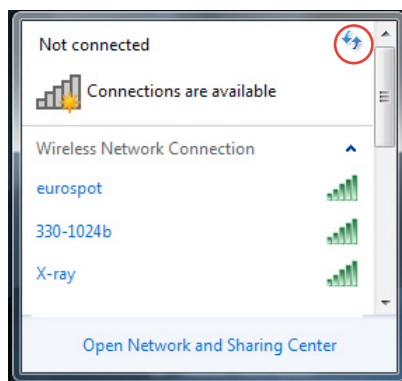 Not connected
Connections are available
Wireless Network Connection
eurospot
330-1024b
X-ray
Open Network and Sharing Center